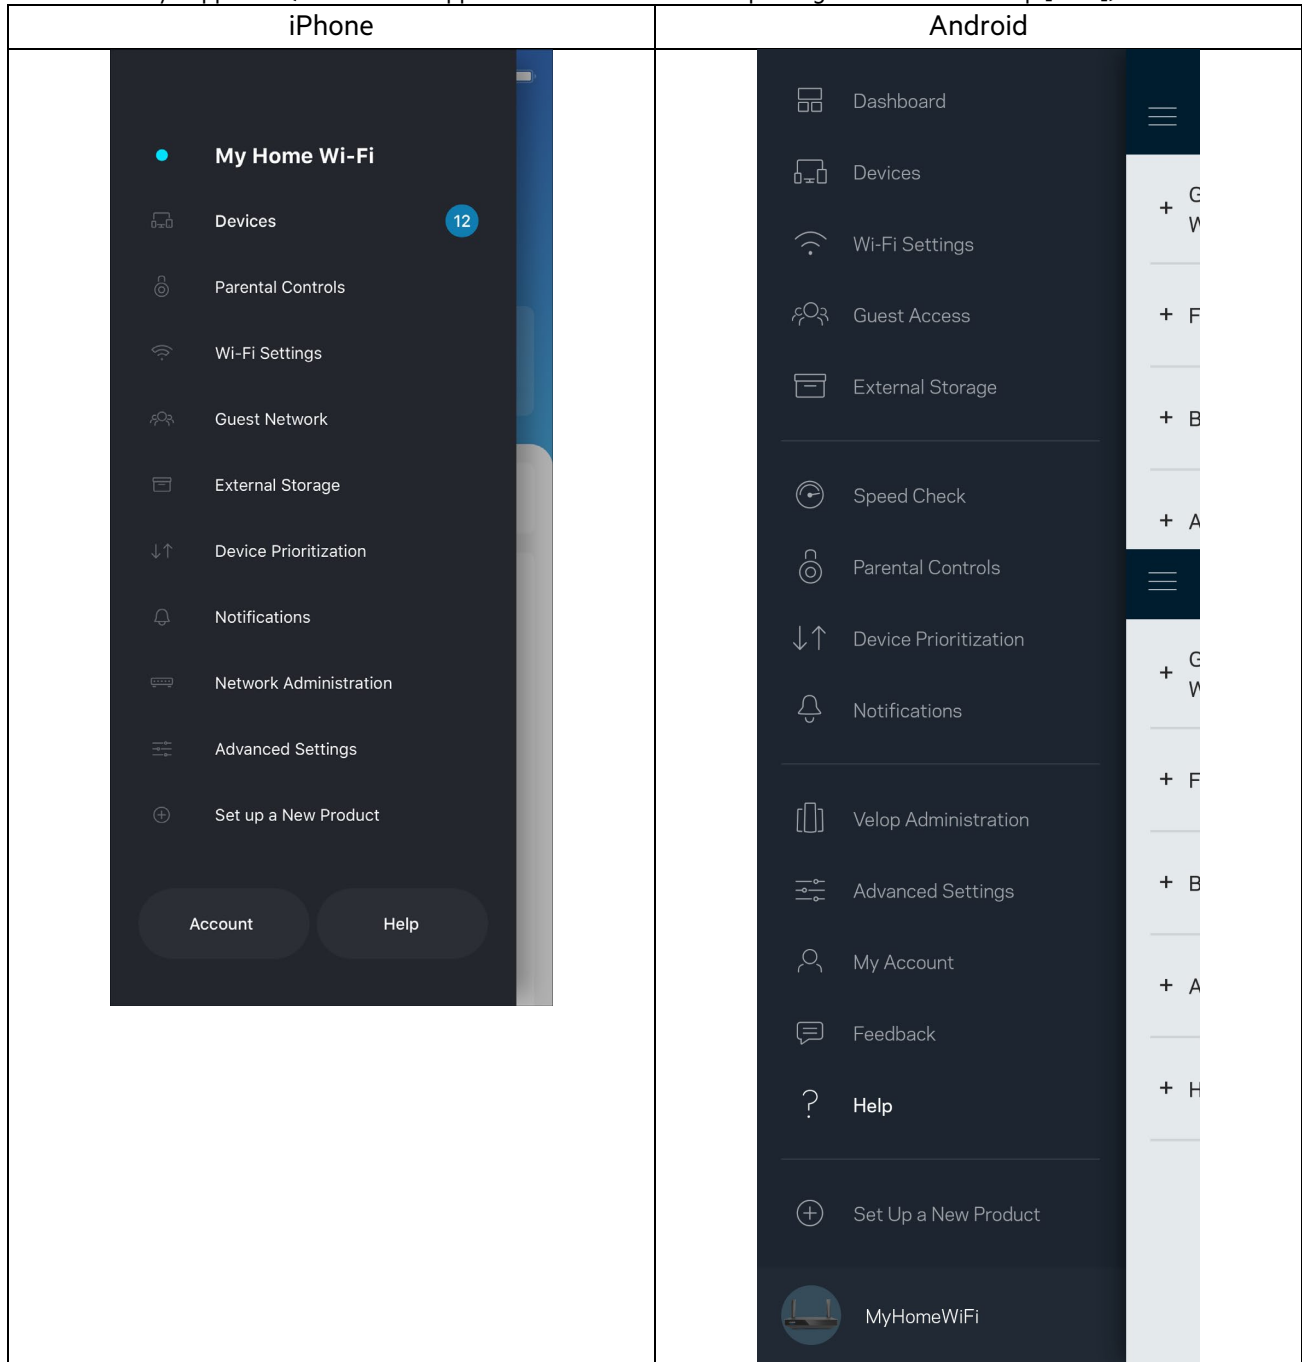 iPhone
Android
My Home Wi-Fi
Devices 12
Parental Controls
Wi-Fi Settings
Guest Network
External Storage
Device Prioritization
Notifications
Network Administration
Advanced Settings
Set up a New Product
Account Help
Dashboard
Devices
Wi-Fi Settings
Guest Access
External Storage
Speed Check
Parental Controls
Device Prioritization
Notifications
Velop Administration
Advanced Settings
My Account
Feedback
Help
Set Up a New Product
MyHomeWiFi
+ G
W
+ F
+ B
+ A
+ G
W
+ F
+ B
+ A
+ H